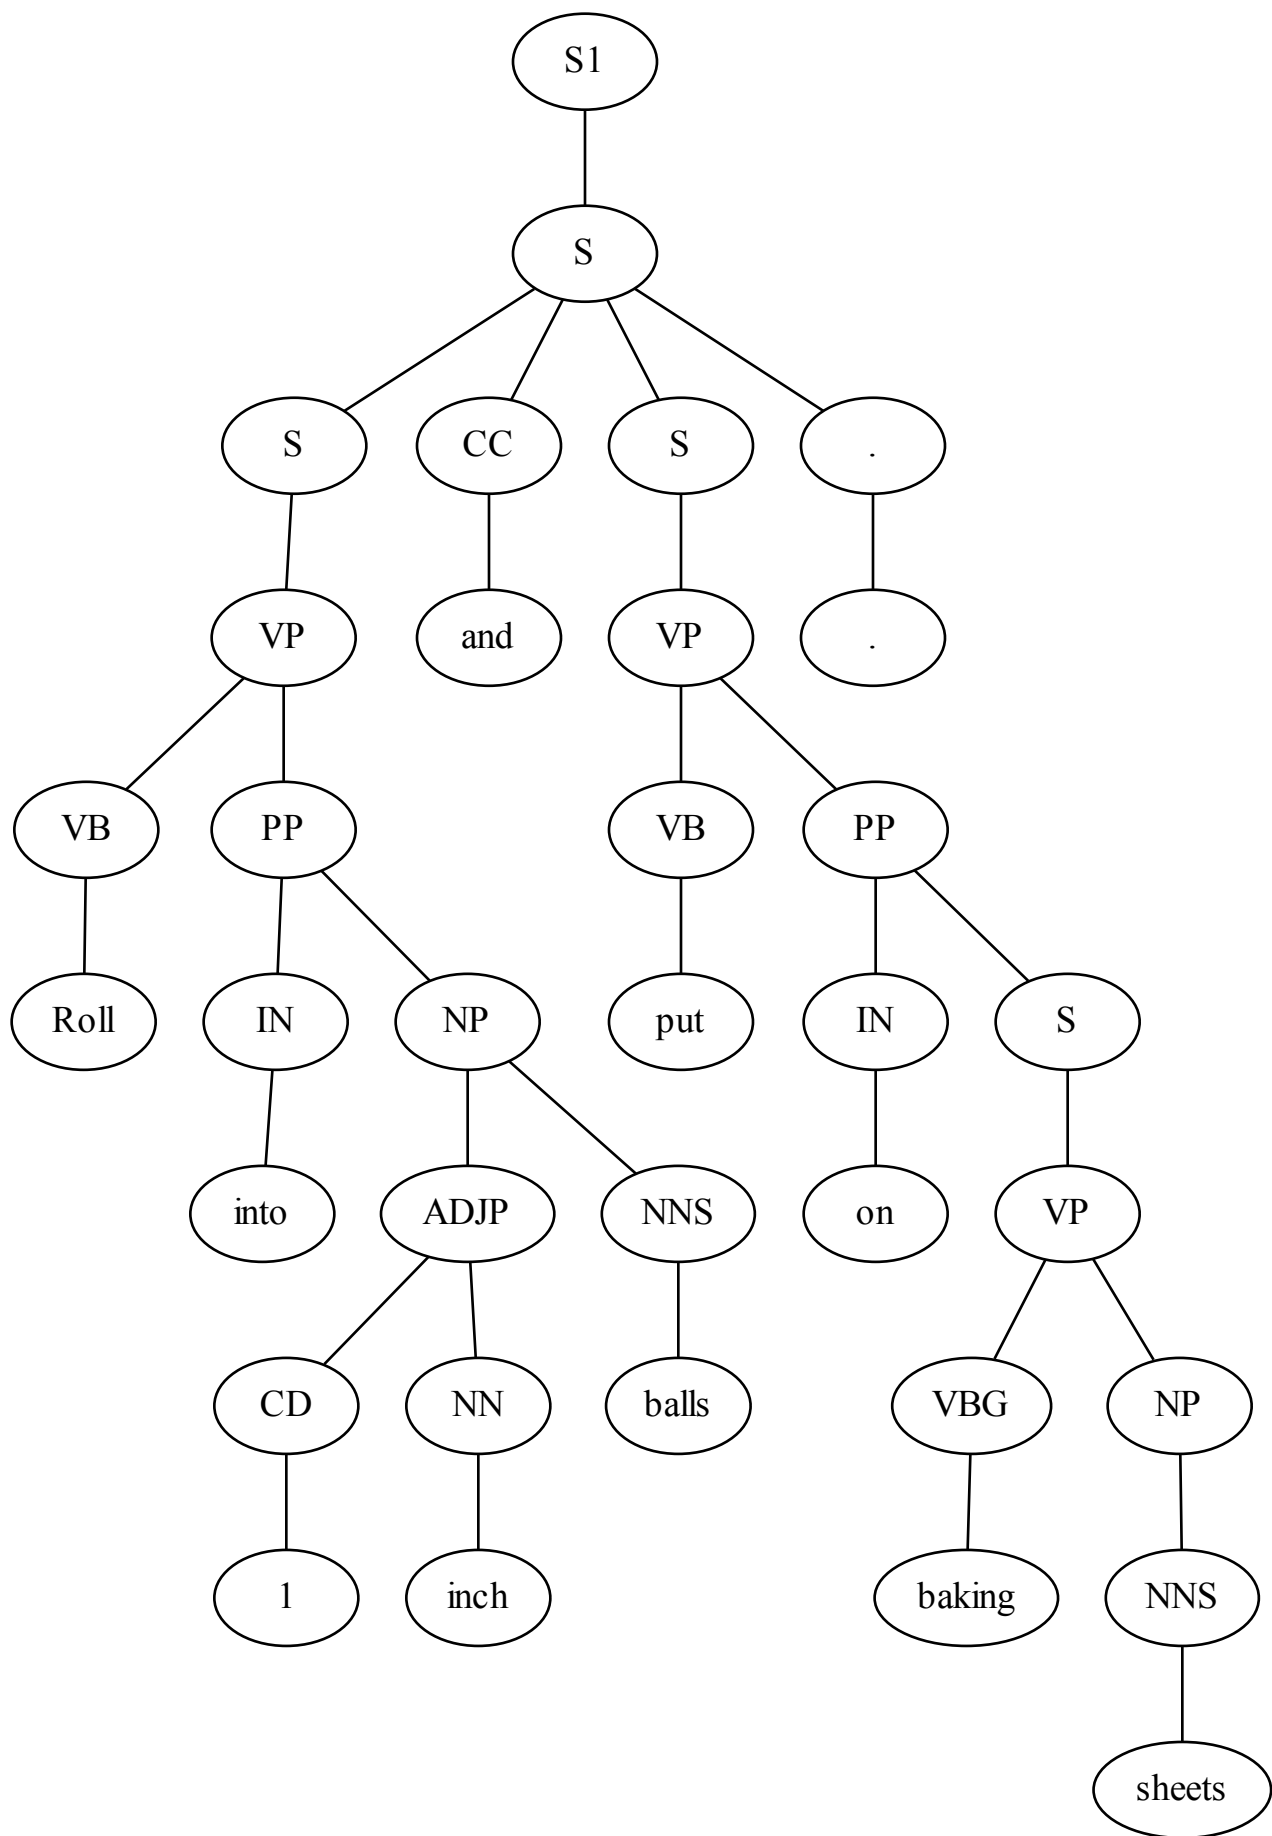 S1
S
S CC S .
VP and VP .
VB PP VB PP
Roll IN NP put IN S
into ADJP NNS on VP
CD NN balls VBG NP
1 inch baking NNS
sheets